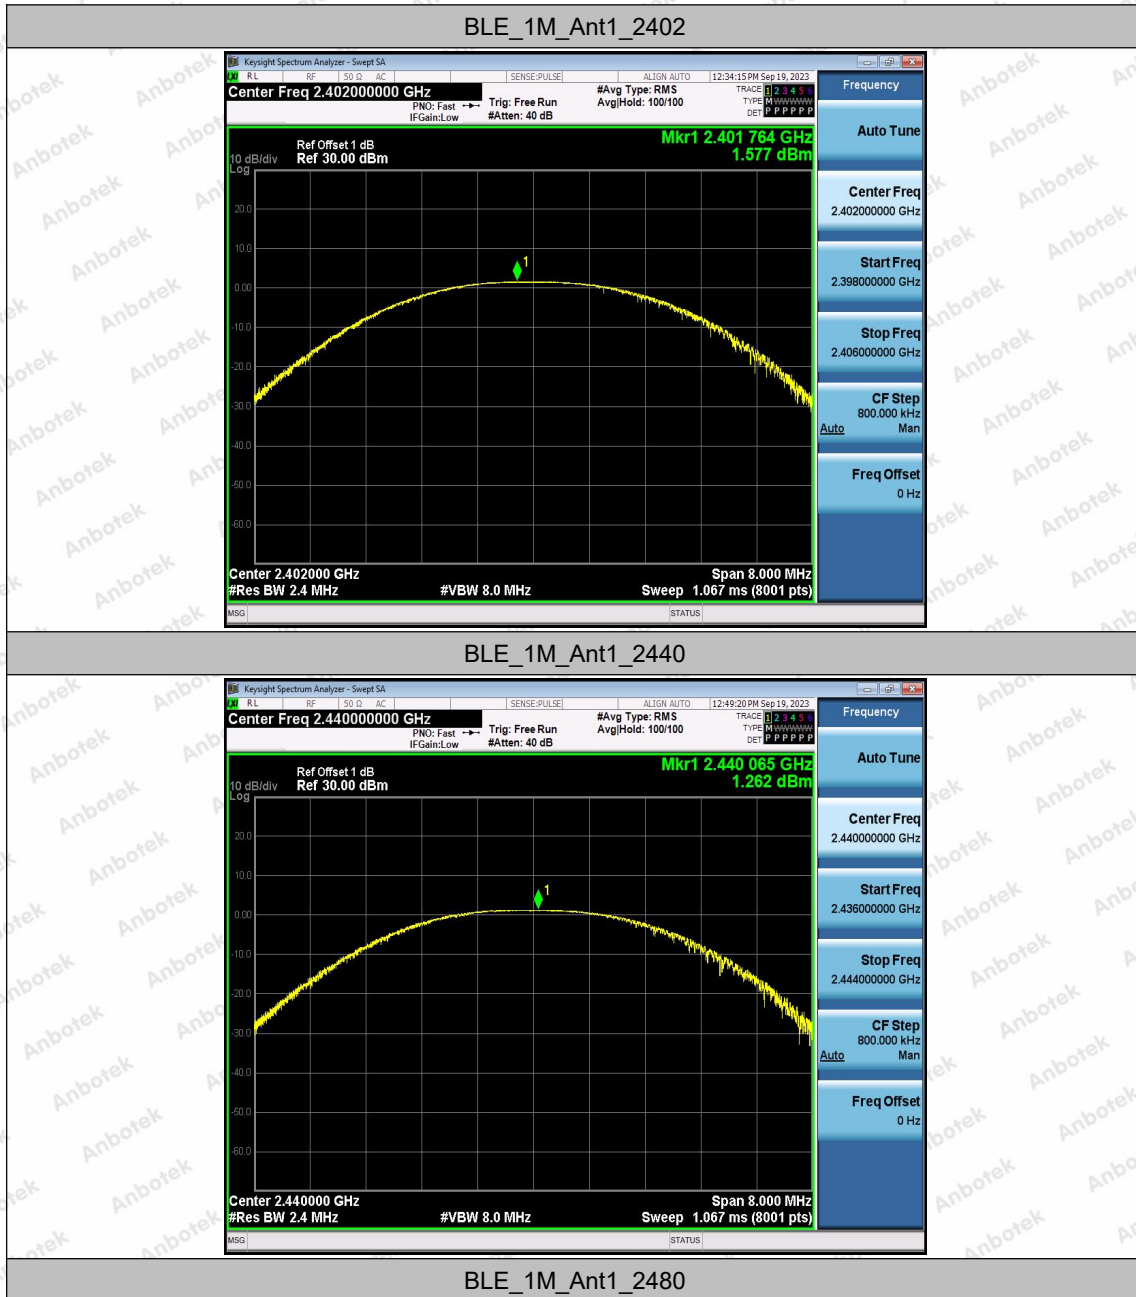 BLE_1M_Ant1_2402
Keysight Spectrum Analyzer - Swept SA
LXI RL RF 50 Ω AC SENSE:PULSE ALIGN AUTO 12:34:15 PM Sep 19, 2023
Center Freq 2.402000000 GHz
PNO: Fast
IFGain:Low
Trig: Free Run
#Atten: 40 dB
#Avg Type: RMS
Avg|Hold: 100/100
TRACE 1 2 3 4 5 6
TYPE M W W W W W
DET P P P P P P
Frequency
Auto Tune
Center Freq
2.402000000 GHz
Start Freq
2.398000000 GHz
Stop Freq
2.406000000 GHz
CF Step
800.000 kHz
Auto Man
Freq Offset
0 Hz
Mkr1 2.401 764 GHz
1.577 dBm
Ref Offset 1 dB
10 dB/div Ref 30.00 dBm
Log
20.0
10.0
1
0.00
-10.0
-20.0
-30.0
-40.0
-50.0
-60.0
Center 2.402000 GHz Span 8.000 MHz
#Res BW 2.4 MHz #VBW 8.0 MHz Sweep 1.067 ms (8001 pts)
MSG STATUS
BLE_1M_Ant1_2440
Keysight Spectrum Analyzer - Swept SA
LXI RL RF 50 Ω AC SENSE:PULSE ALIGN AUTO 12:49:20 PM Sep 19, 2023
Center Freq 2.440000000 GHz
PNO: Fast
IFGain:Low
Trig: Free Run
#Atten: 40 dB
#Avg Type: RMS
Avg|Hold: 100/100
TRACE 1 2 3 4 5 6
TYPE M W W W W W
DET P P P P P P
Frequency
Auto Tune
Center Freq
2.440000000 GHz
Start Freq
2.436000000 GHz
Stop Freq
2.444000000 GHz
CF Step
800.000 kHz
Auto Man
Freq Offset
0 Hz
Mkr1 2.440 065 GHz
1.262 dBm
Ref Offset 1 dB
10 dB/div Ref 30.00 dBm
Log
20.0
10.0
1
0.00
-10.0
-20.0
-30.0
-40.0
-50.0
-60.0
Center 2.440000 GHz Span 8.000 MHz
#Res BW 2.4 MHz #VBW 8.0 MHz Sweep 1.067 ms (8001 pts)
MSG STATUS
BLE_1M_Ant1_2480
Anbotek